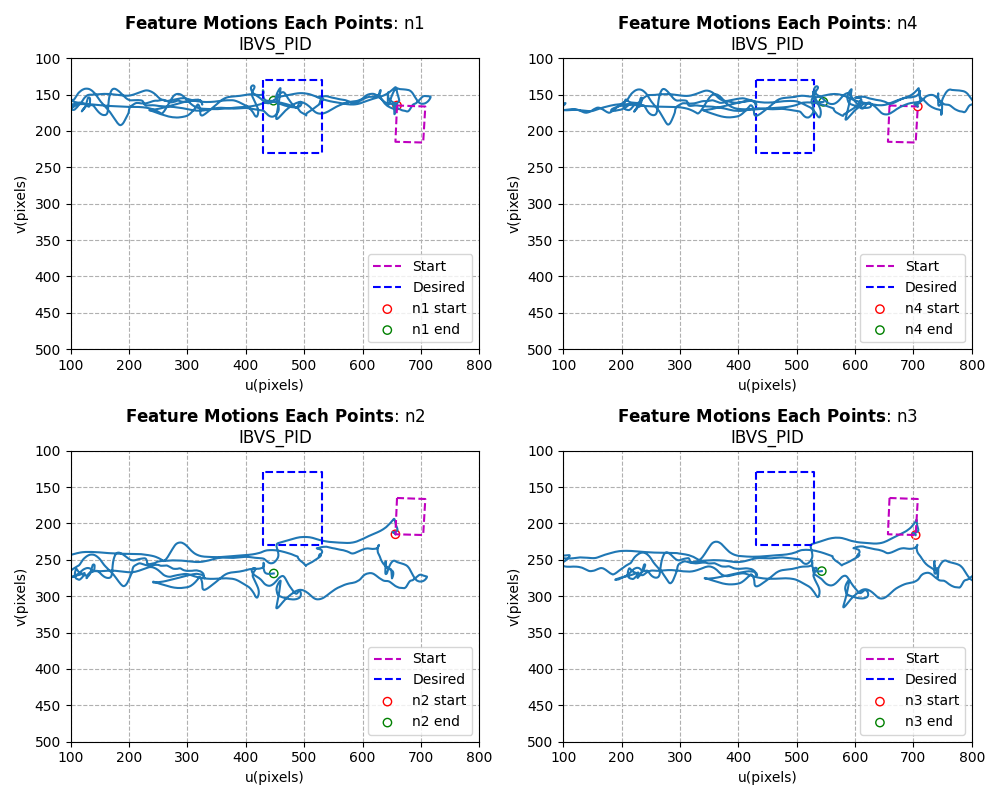 Feature Motions Each Points: n1
IBVS_PID
100
150
200
250
300
350
400
450
500
v(pixels)
100 200 300 400 500 600 700 800
u(pixels)
Start
Desired
n1 start
n1 end
Feature Motions Each Points: n4
IBVS_PID
100
150
200
250
300
350
400
450
500
v(pixels)
100 200 300 400 500 600 700 800
u(pixels)
Start
Desired
n4 start
n4 end
Feature Motions Each Points: n2
IBVS_PID
100
150
200
250
300
350
400
450
500
v(pixels)
100 200 300 400 500 600 700 800
u(pixels)
Start
Desired
n2 start
n2 end
Feature Motions Each Points: n3
IBVS_PID
100
150
200
250
300
350
400
450
500
v(pixels)
100 200 300 400 500 600 700 800
u(pixels)
Start
Desired
n3 start
n3 end